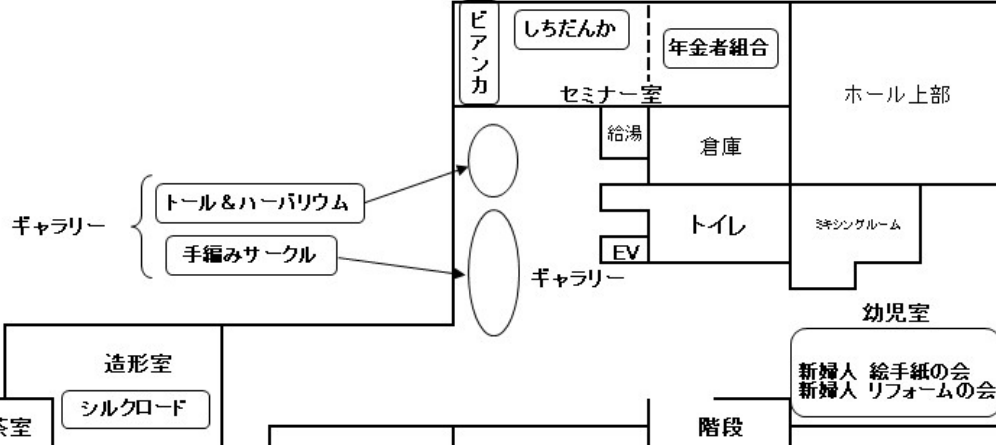 ビアンカ
しちだんか
年金者組合
セミナー室
ホール上部
給湯
倉庫
トール&ハーバリウム
ギャラリー
手編みサークル
トイレ
ミキシングルーム
EV
ギャラリー
幼児室
造形室
新婦人 絵手紙の会
新婦人 リフォームの会
シルクロード
茶室
階段